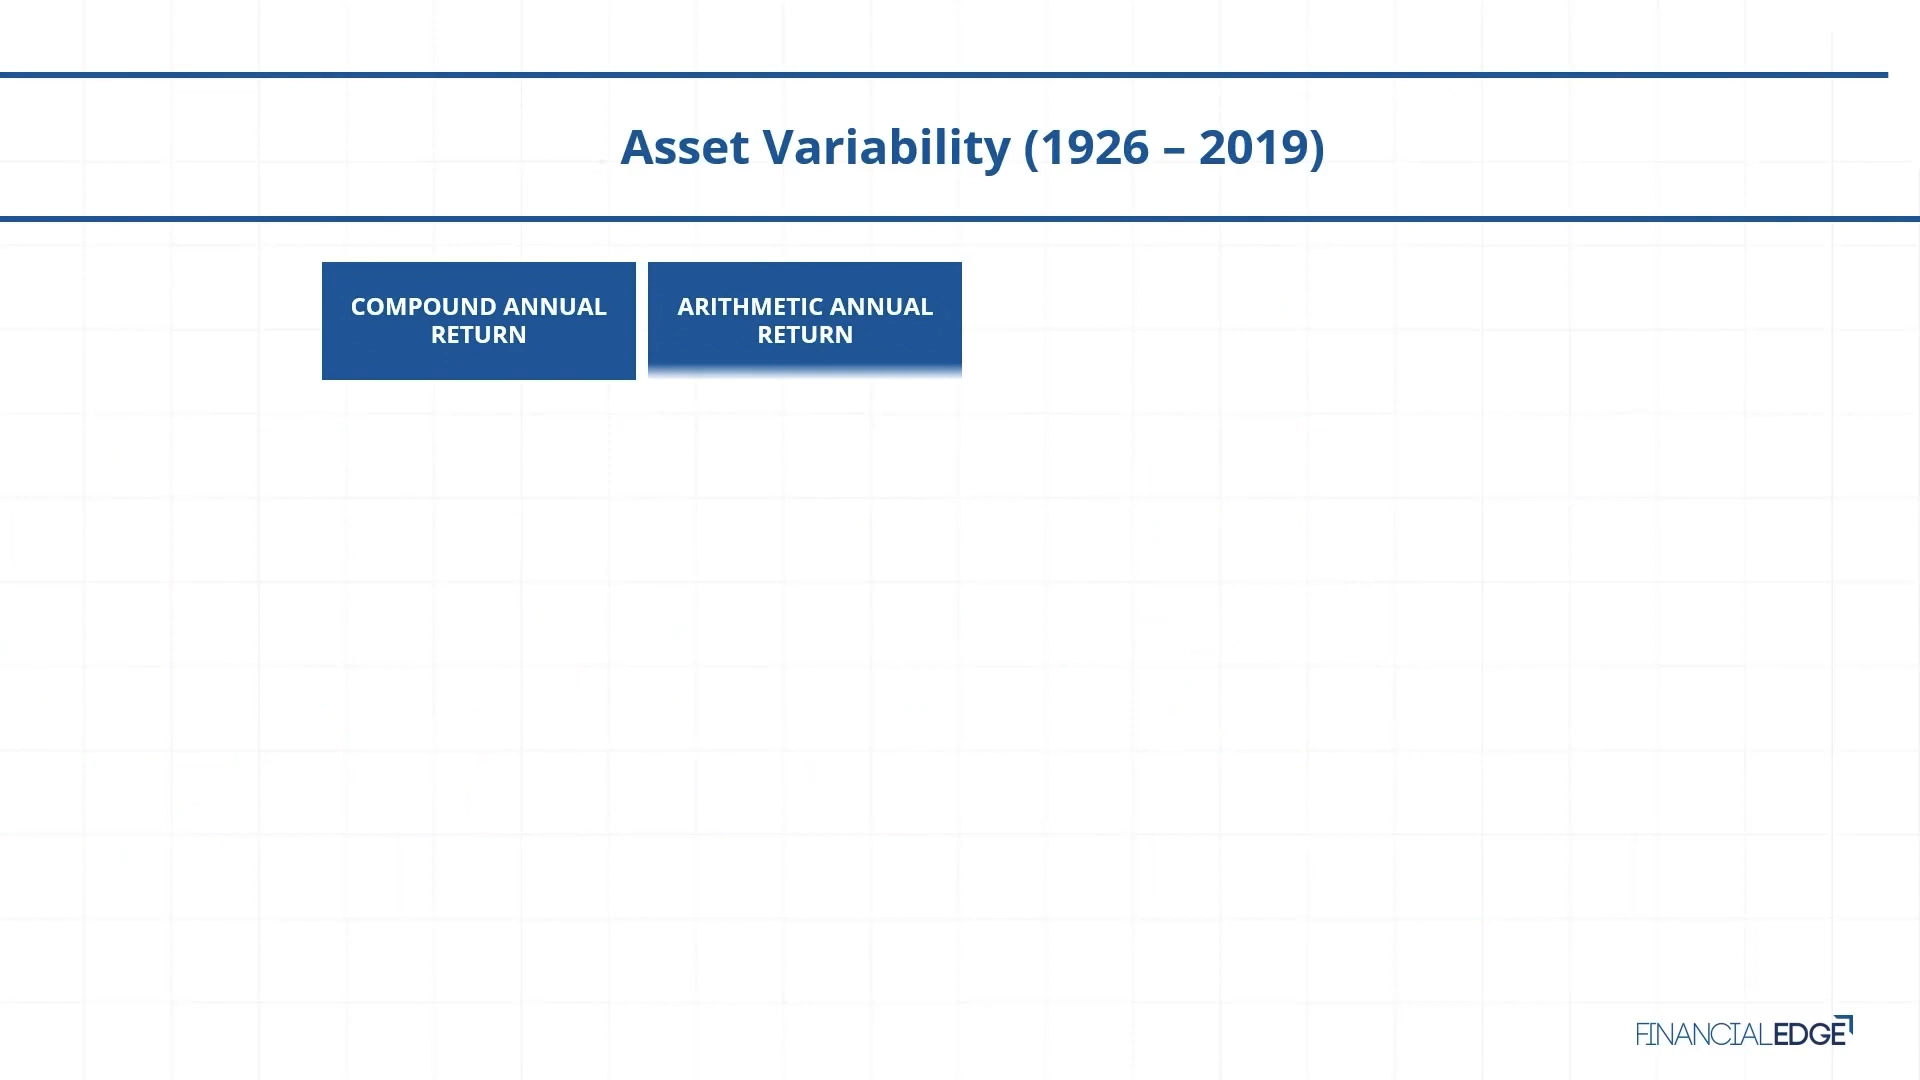 Asset Variability (1926 – 2019)
COMPOUND ANNUAL
RETURN
ARITHMETIC ANNUAL
RETURN
FINANCIALEDGE